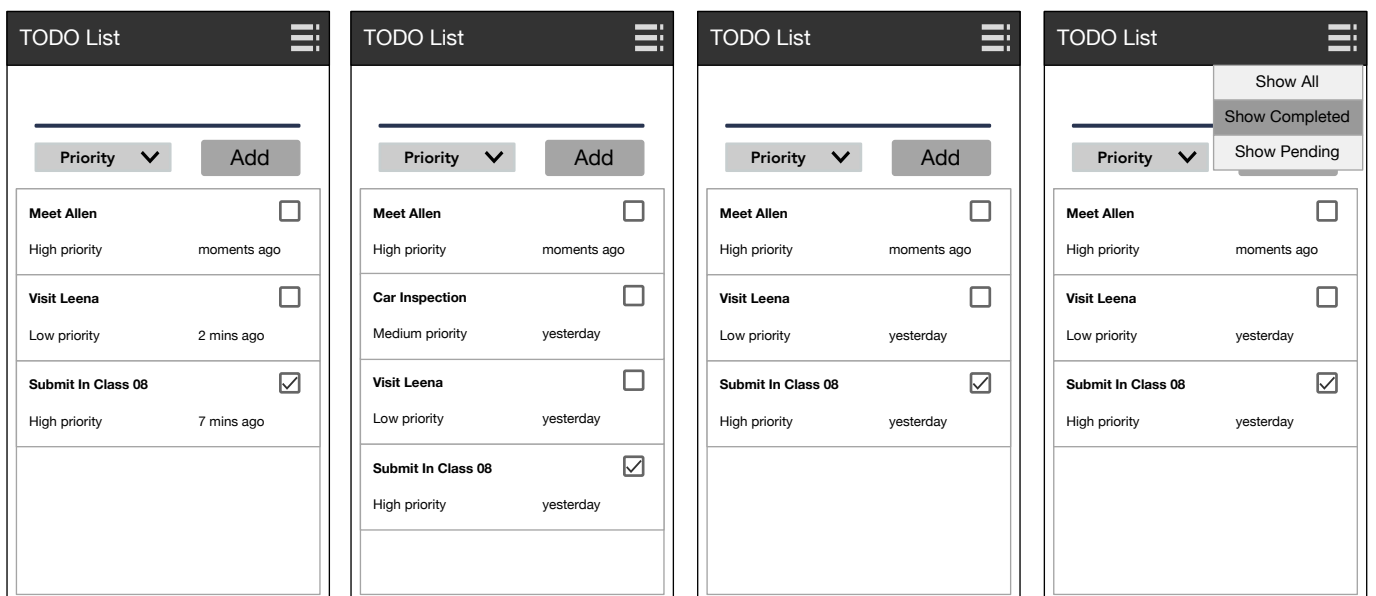 TODO List
Priority
Add
Meet Allen
High priority
moments ago
Visit Leena
Low priority
2 mins ago
Submit In Class 08
High priority
7 mins ago
TODO List
Priority
Add
Meet Allen
High priority
moments ago
Car Inspection
Medium priority
yesterday
Visit Leena
Low priority
yesterday
Submit In Class 08
High priority
yesterday
TODO List
Priority
Add
Meet Allen
High priority
moments ago
Visit Leena
Low priority
yesterday
Submit In Class 08
High priority
yesterday
TODO List
Show All
Show Completed
Show Pending
Priority
Meet Allen
High priority
moments ago
Visit Leena
Low priority
yesterday
Submit In Class 08
High priority
yesterday